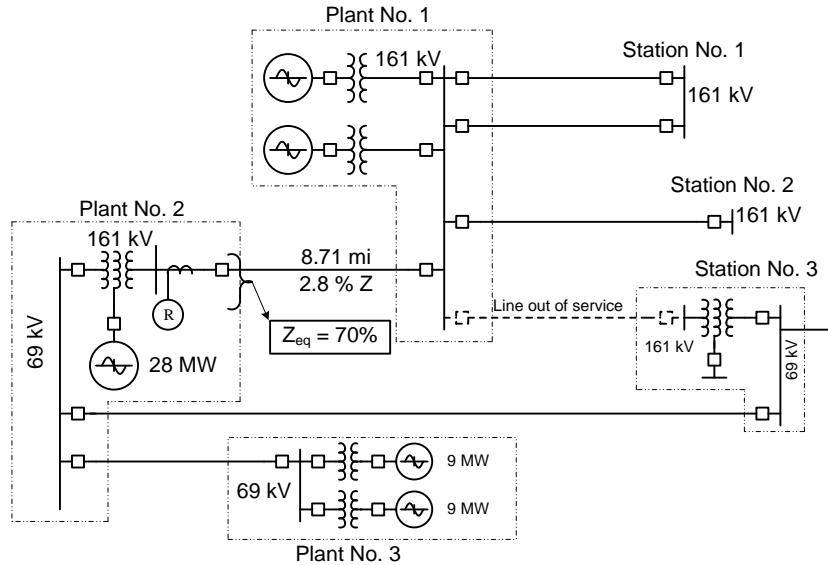 Plant No. 1
161 kV
Station No. 1
161 kV
Station No. 2
161 kV
Plant No. 2
161 kV
8.71 mi
2.8 % Z
R
Zeq = 70%
69 kV
28 MW
Station No. 3
Line out of service
161 kV
69 kV
69 kV
9 MW
9 MW
Plant No. 3